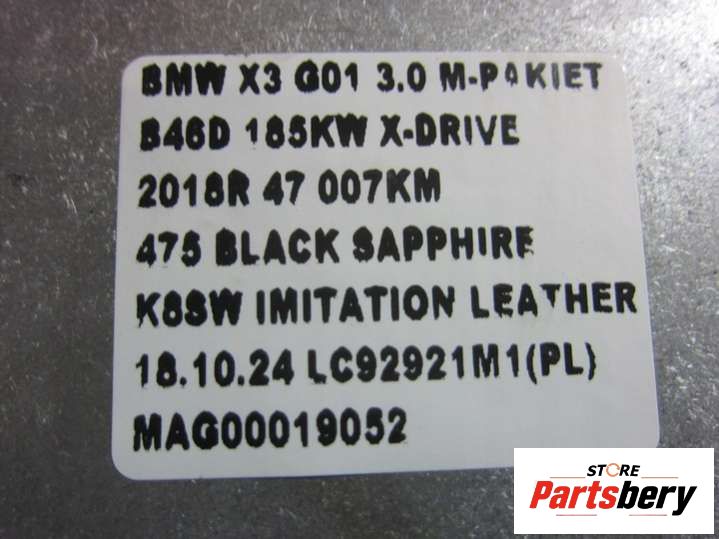 BMW X3 G01 3.0 M-PAKIET
B46D 185KW X-DRIVE
2018R 47 007KM
475 BLACK SAPPHIRE
K8SW IMITATION LEATHER
18.10.24 LC92921M1(PL)
MAG00019052
STORE
Partsbery